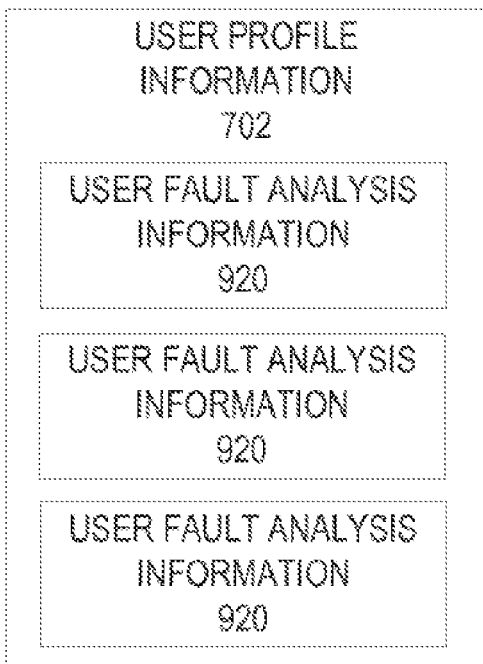 USER PROFILE
INFORMATION
702
USER FAULT ANALYSIS
INFORMATION
920
USER FAULT ANALYSIS
INFORMATION
920
USER FAULT ANALYSIS
INFORMATION
920